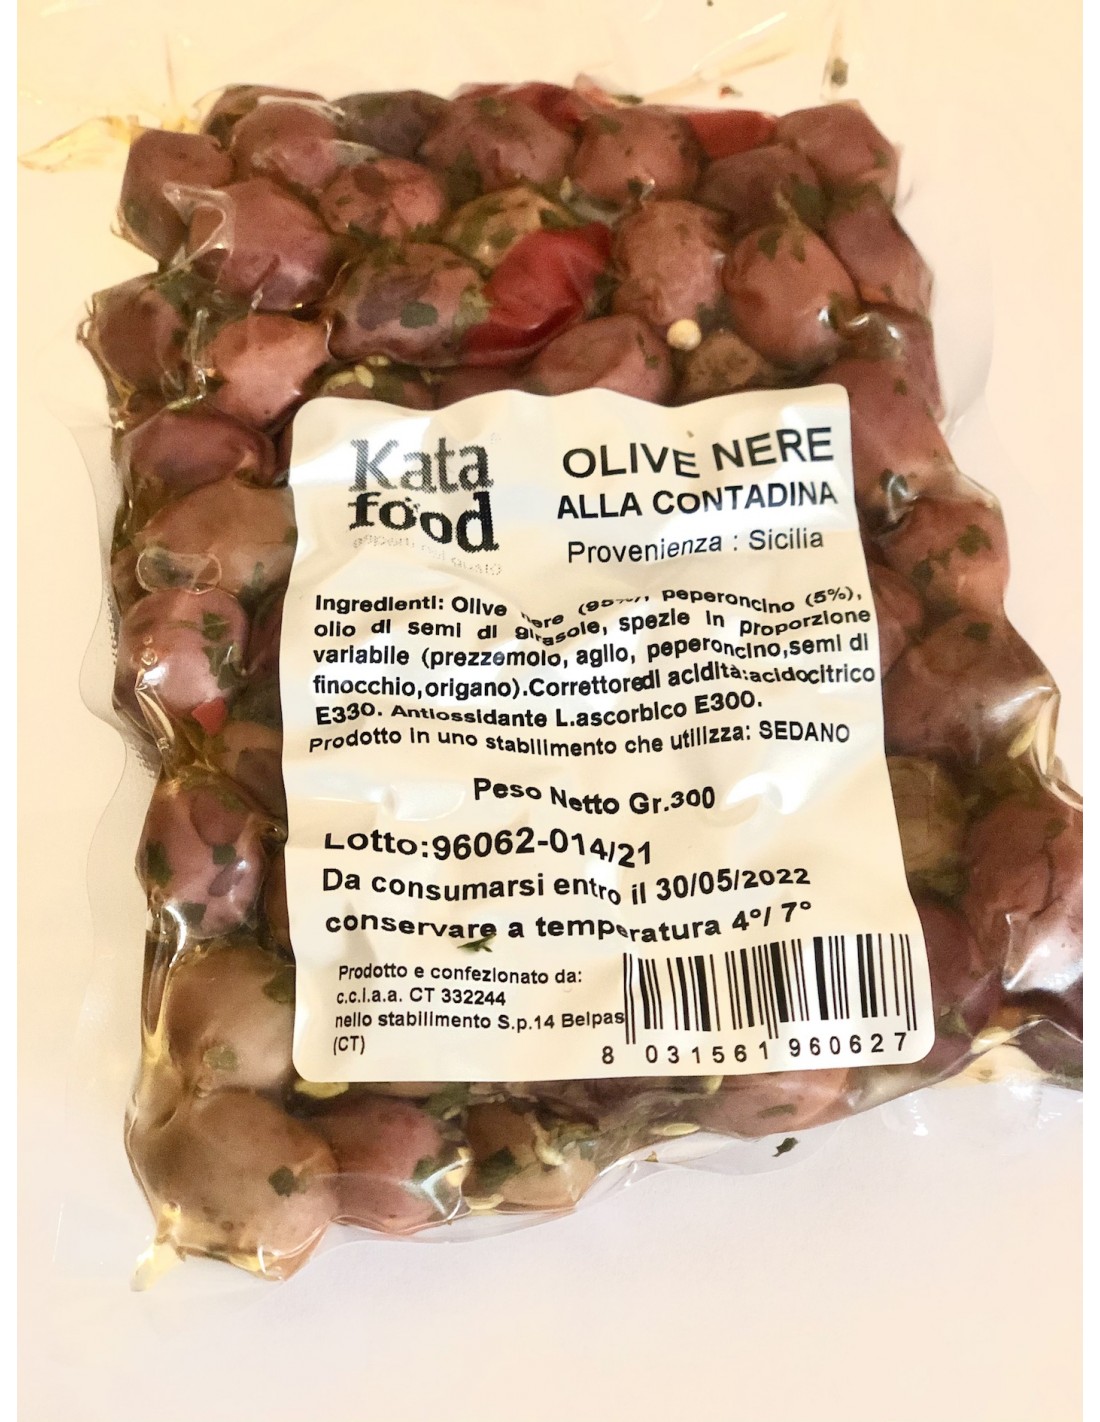 Kata
food
OLIVE NERE
ALLA CONTADINA
Provenienza : Sicilia
Ingredienti: Olive nere (95%), peperoncino (5%),
olio di semi di girasole, spezie in proporzione
variabile (prezzemolo, aglio, peperoncino,semi di
finocchio,origano).Correttoredi acidità:acidocitrico
E330. Antiossidante L.ascorbico E300.
Prodotto in uno stabilimento che utilizza: SEDANO
Peso Netto Gr.300
Lotto:96062-014/21
Da consumarsi entro il 30/05/2022
conservare a temperatura 4°/ 7°
Prodotto e confezionato da:
c.c.i.a.a. CT 332244
nello stabilimento S.p.14 Belpas
(CT)
8 031561 960627